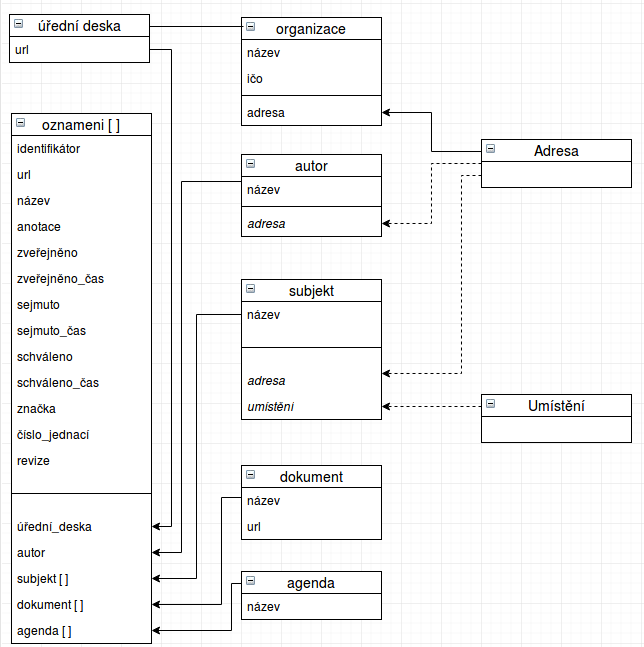 úřední deska
url
oznameni [ ]
identifikátor
url
název
anotace
zveřejněno
zveřejněno_čas
sejmuto
sejmuto_čas
schváleno
schváleno_čas
značka
číslo_jednací
revize
úřední_deska
autor
subjekt [ ]
dokument [ ]
agenda [ ]
organizace
název
ičo
adresa
autor
název
adresa
subjekt
název
adresa
umístění
dokument
název
url
agenda
název
Adresa
Umístění